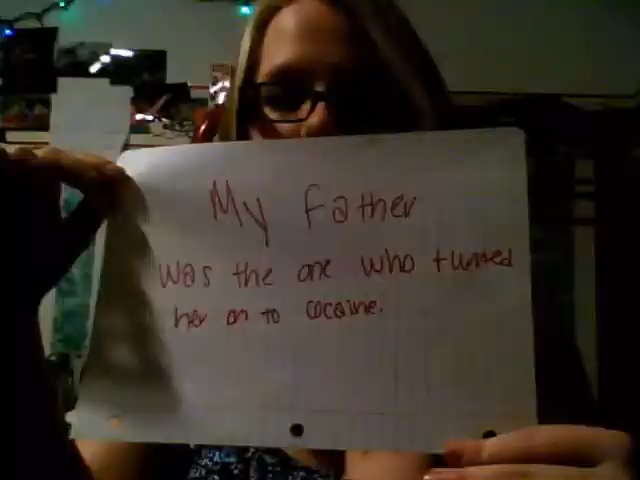 My Father
was the one who turned
her on to cocaine.